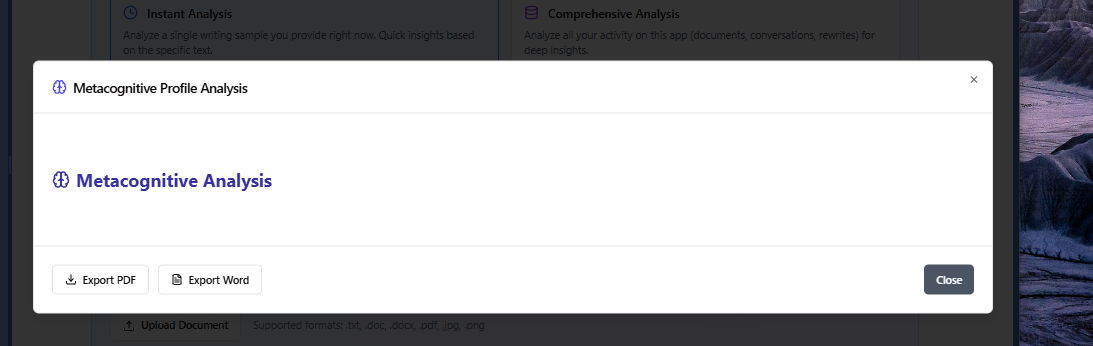 Instant Analysis
Analyze a single writing sample you provide right now. Quick insights based
on the specific text.
Comprehensive Analysis
Analyze all your activity on this app (documents, conversations, rewrites) for
deep insights.
Metacognitive Profile Analysis
×
Metacognitive Analysis
Export PDF
Export Word
Close
Upload Document
Supported formats: .txt, .doc, .docx, .pdf, .jpg, .png